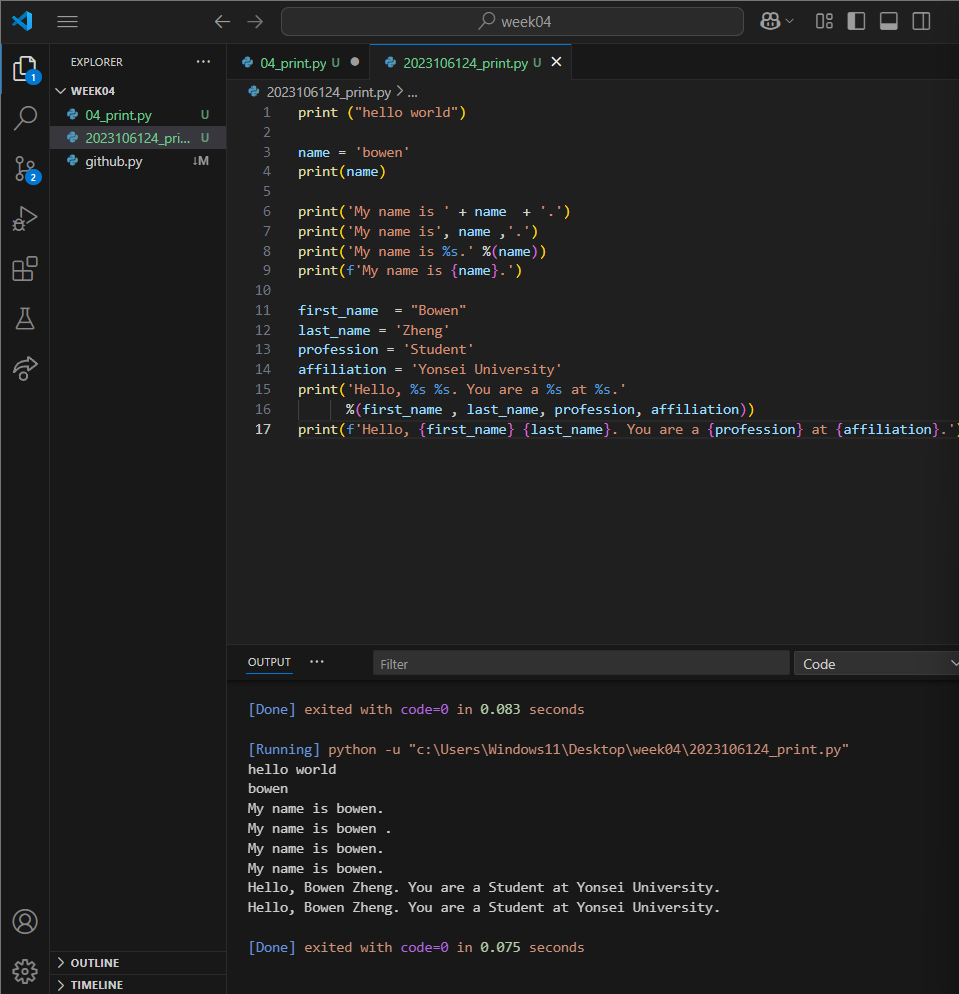 week04
EXPLORER ···
04_print.py U
2023106124_print.py U
WEEK04
04_print.py U
2023106124_pri... U
github.py ↓M
1
2
2023106124_print.py > ...
1 print ("hello world")
2
3 name = 'bowen'
4 print(name)
5
6 print('My name is ' + name  + '.')
7 print('My name is', name ,'.')
8 print('My name is %s.' %(name))
9 print(f'My name is {name}.')
10
11 first_name  = "Bowen"
12 last_name = 'Zheng'
13 profession = 'Student'
14 affiliation = 'Yonsei University'
15 print('Hello, %s %s. You are a %s at %s.'
16       %(first_name , last_name, profession, affiliation))
17 print(f'Hello, {first_name} {last_name}. You are a {profession} at {affiliation}.')
OUTPUT ··· Filter Code
[Done] exited with code=0 in 0.083 seconds
[Running] python -u "c:\Users\Windows11\Desktop\week04\2023106124_print.py"
hello world
bowen
My name is bowen.
My name is bowen .
My name is bowen.
My name is bowen.
Hello, Bowen Zheng. You are a Student at Yonsei University.
Hello, Bowen Zheng. You are a Student at Yonsei University.
[Done] exited with code=0 in 0.075 seconds
OUTLINE
TIMELINE